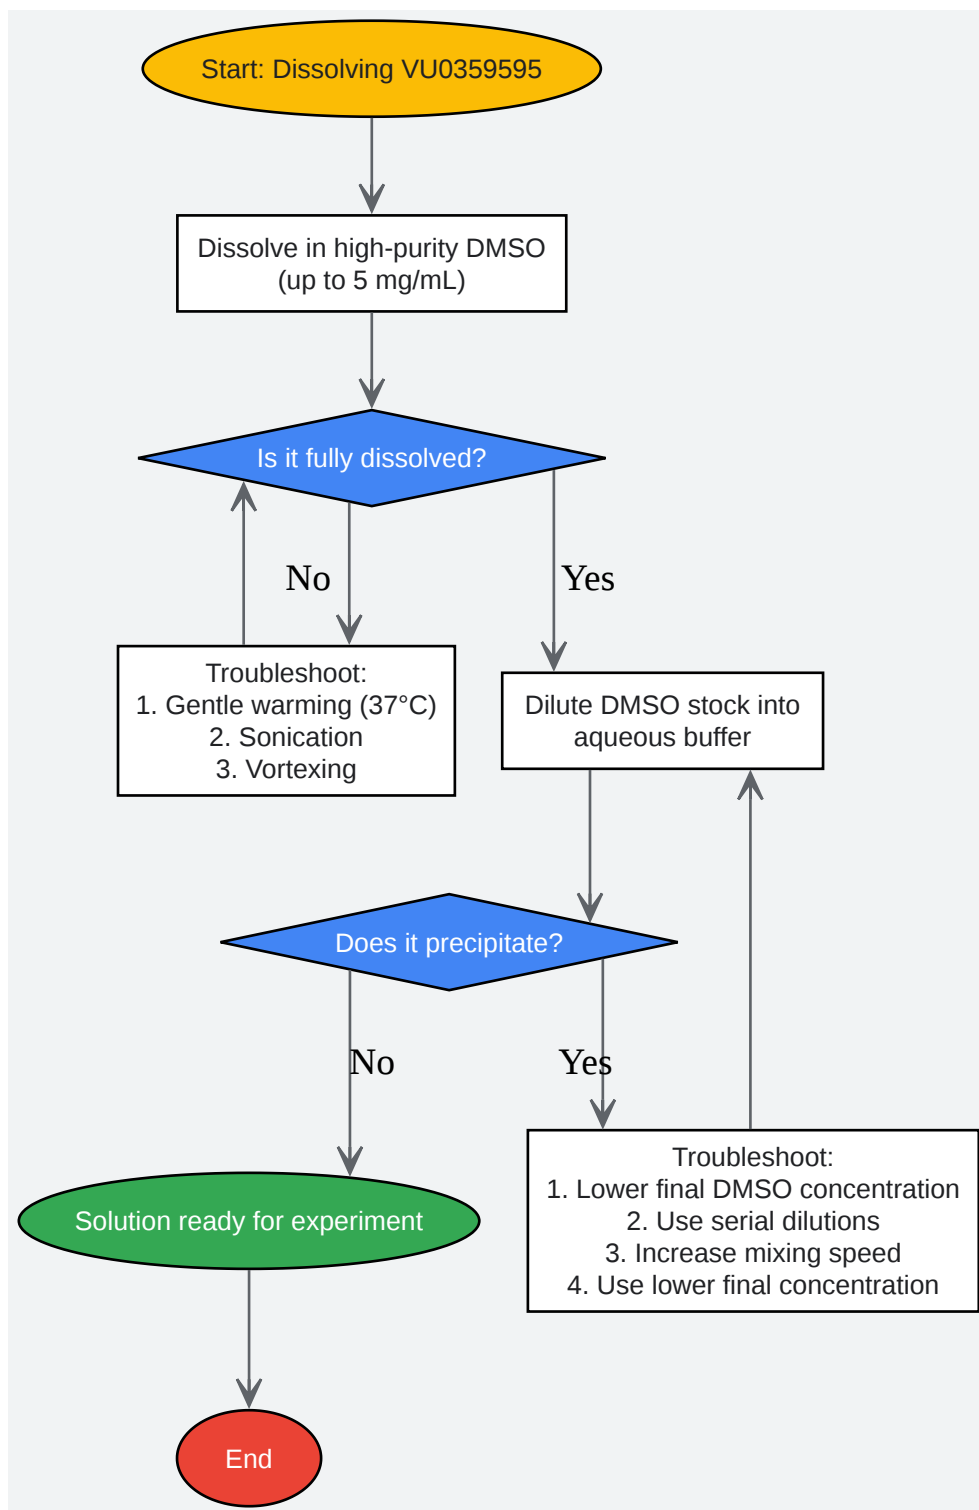 Start: Dissolving VU0359595
Dissolve in high-purity DMSO
(up to 5 mg/mL)
Is it fully dissolved?
No
Yes
Troubleshoot:
1. Gentle warming (37°C)
2. Sonication
3. Vortexing
Dilute DMSO stock into
aqueous buffer
Does it precipitate?
No
Yes
Solution ready for experiment
Troubleshoot:
1. Lower final DMSO concentration
2. Use serial dilutions
3. Increase mixing speed
4. Use lower final concentration
End